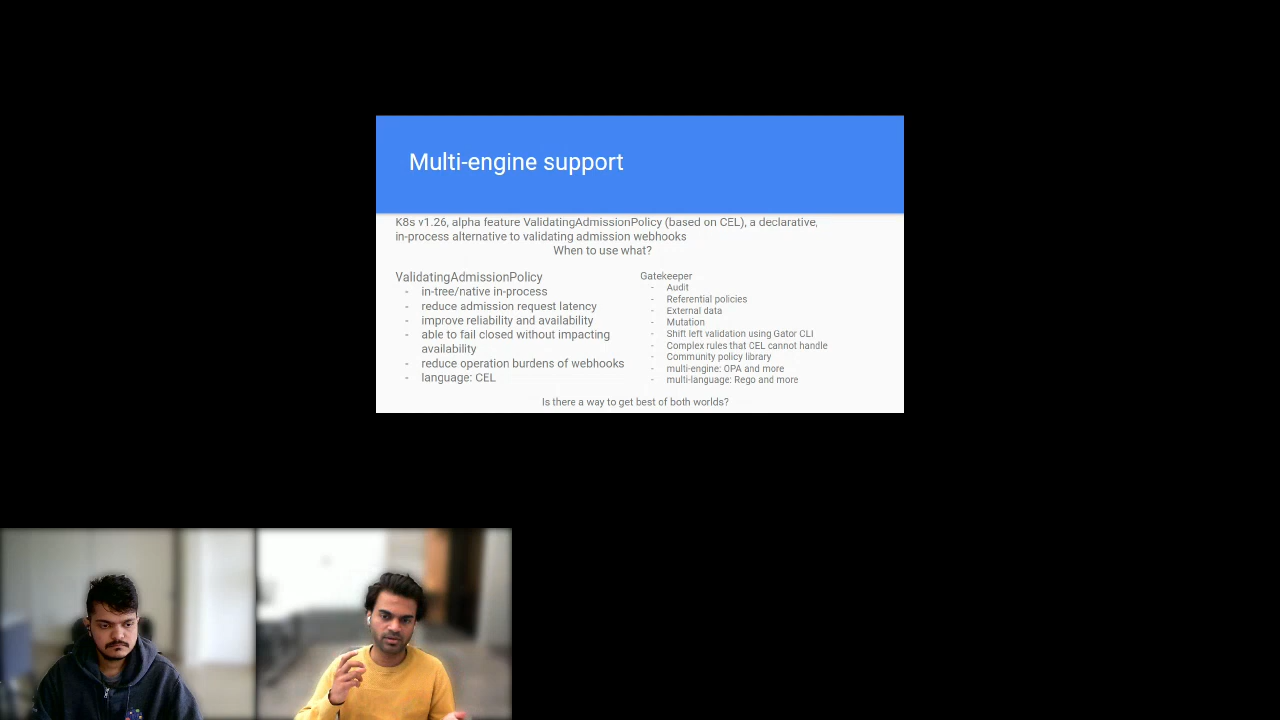 Multi-engine support
K8s v1.26, alpha feature ValidatingAdmissionPolicy (based on CEL), a declarative,
in-process alternative to validating admission webhooks
When to use what?
ValidatingAdmissionPolicy
- in-tree/native in-process
- reduce admission request latency
- improve reliability and availability
- able to fail closed without impacting
availability
- reduce operation burdens of webhooks
- language: CEL
Gatekeeper
- Audit
- Referential policies
- External data
- Mutation
- Shift left validation using Gator CLI
- Complex rules that CEL cannot handle
- Community policy library
- multi-engine: OPA and more
- multi-language: Rego and more
Is there a way to get best of both worlds?